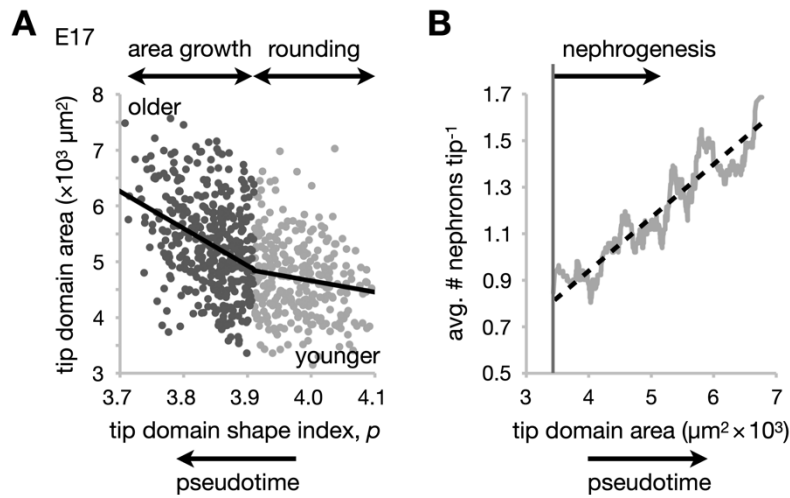 A
E17
area growth
rounding
older
younger
8
7
6
5
4
3
tip domain area (×10³ µm²)
3.7
3.8
3.9
4.0
4.1
tip domain shape index, p
pseudotime
B
nephrogenesis
1.7
1.5
1.3
1.1
0.9
0.7
0.5
avg. # nephrons tip⁻¹
3
4
5
6
7
tip domain area (µm² × 10³)
pseudotime